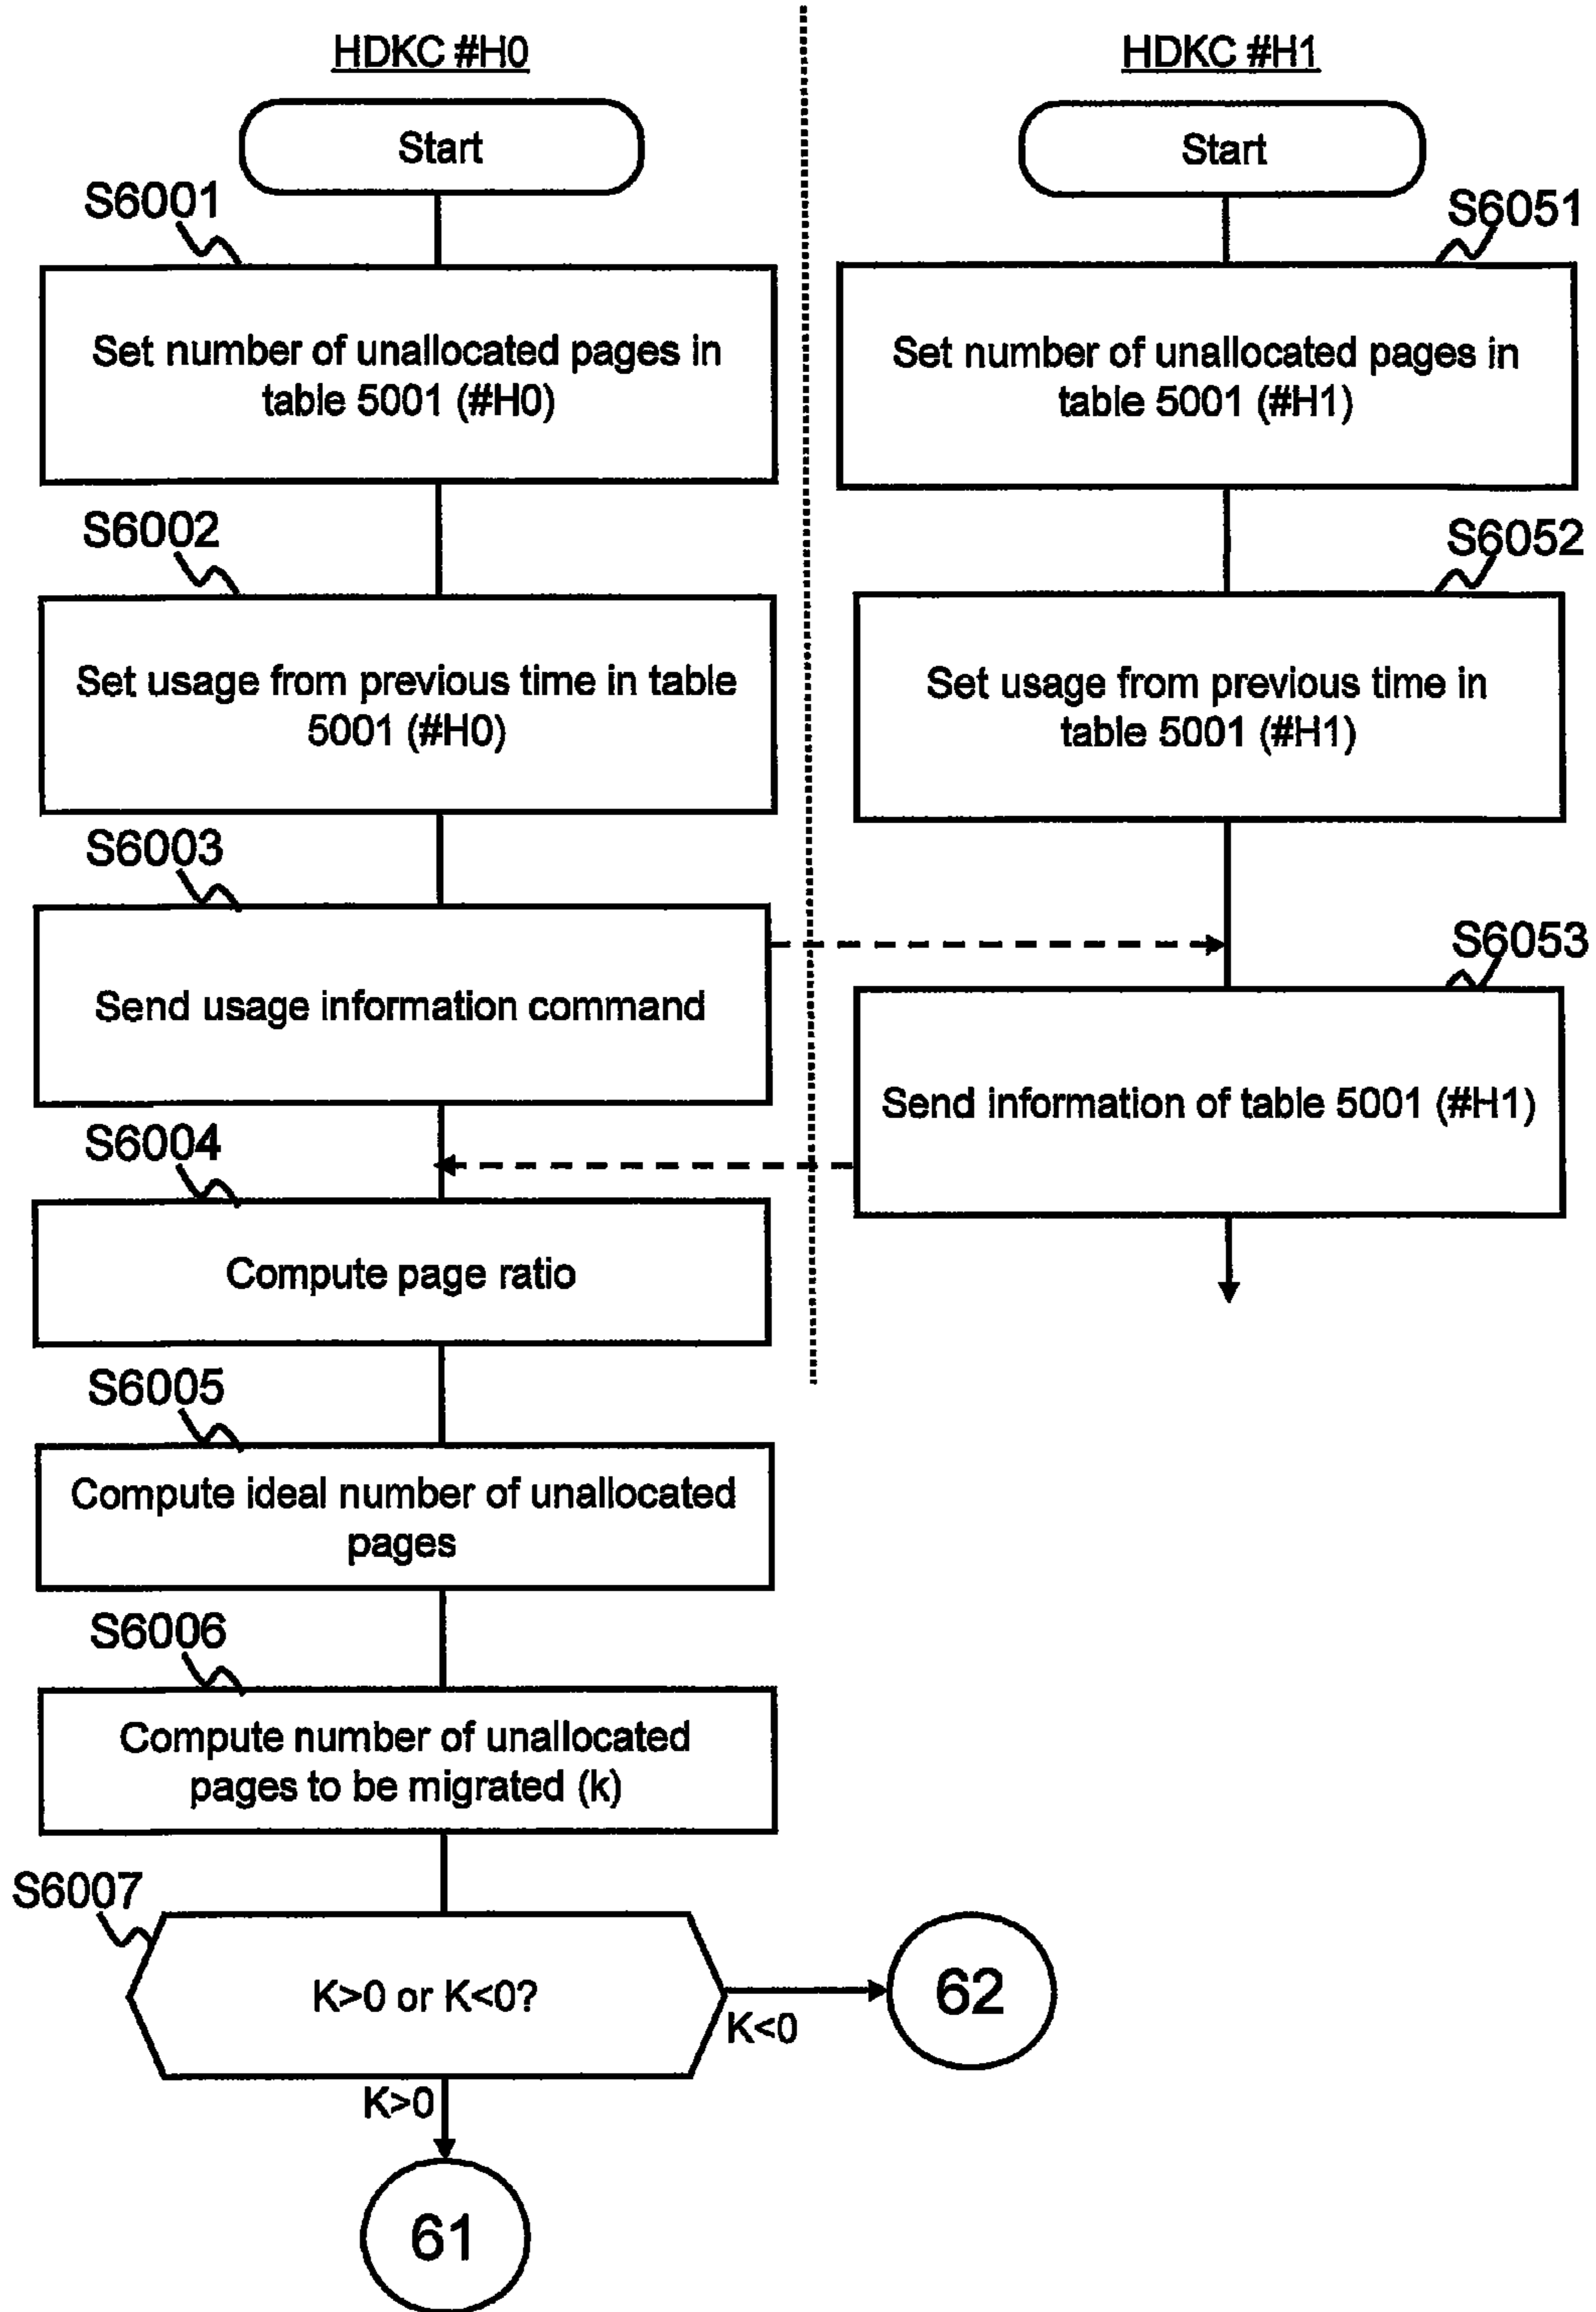 HDKC #H0
Start
S6001
Set number of unallocated pages in
table 5001 (#H0)
S6002
Set usage from previous time in table
5001 (#H0)
S6003
Send usage information command
S6004
Compute page ratio
S6005
Compute ideal number of unallocated
pages
S6006
Compute number of unallocated
pages to be migrated (k)
S6007
K>0 or K<0?
K<0
62
K>0
61
HDKC #H1
Start
S6051
Set number of unallocated pages in
table 5001 (#H1)
S6052
Set usage from previous time in
table 5001 (#H1)
S6053
Send information of table 5001 (#H1)